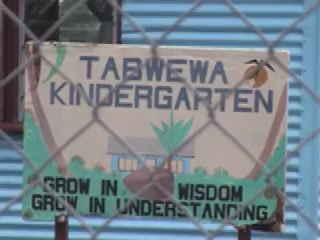 TABWEWA
KINDERGARTEN
GROW IN WISDOM
GROW IN UNDERSTANDING